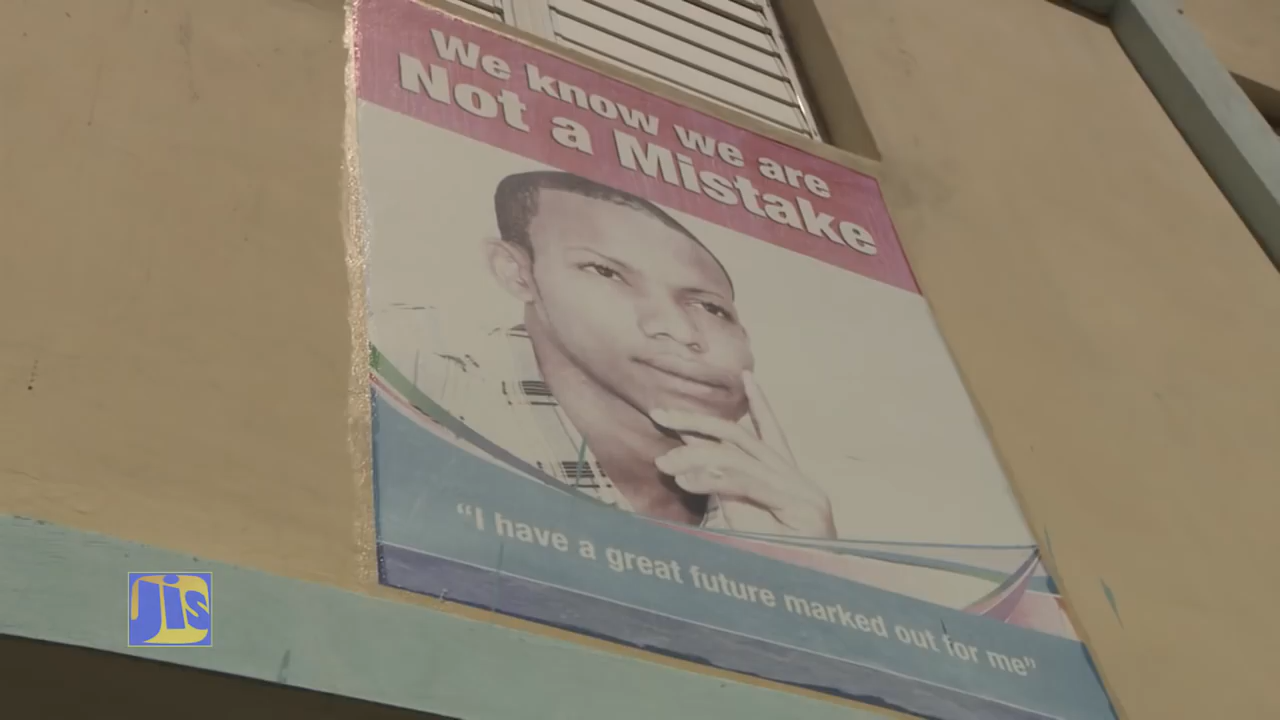 We know we are
Not a Mistake
“I have a great future marked out for me”
jis